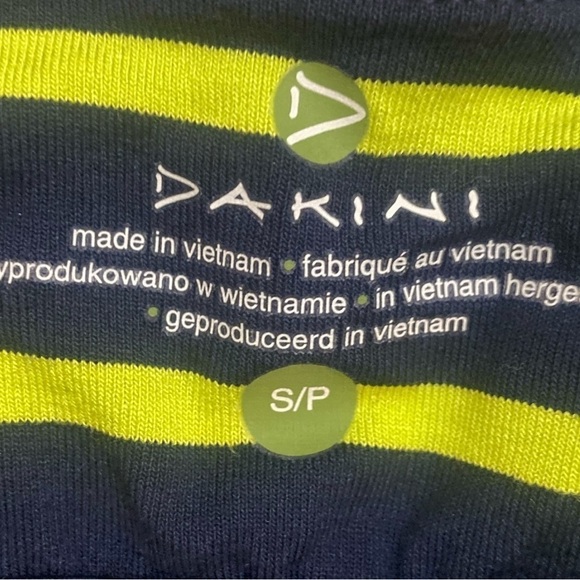 D
DAKINI
made in vietnam • fabriqué au vietnam
yprodukowano w wietnamie • in vietnam herge
• geproduceerd in vietnam
S/P